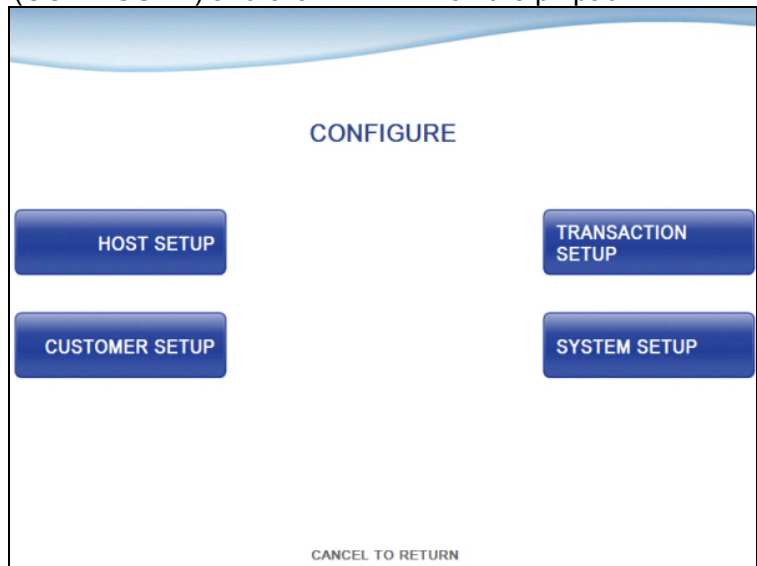 CONFIGURE
HOST SETUP
TRANSACTION
SETUP
CUSTOMER SETUP
SYSTEM SETUP
CANCEL TO RETURN